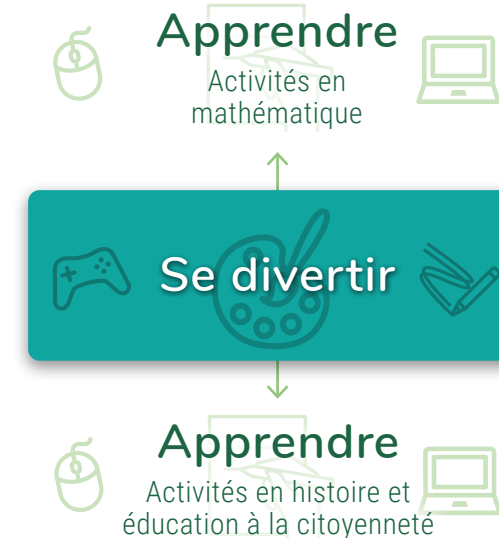 Apprendre
Activités en
mathématique
Se divertir
Apprendre
Activités en histoire et
éducation à la citoyenneté